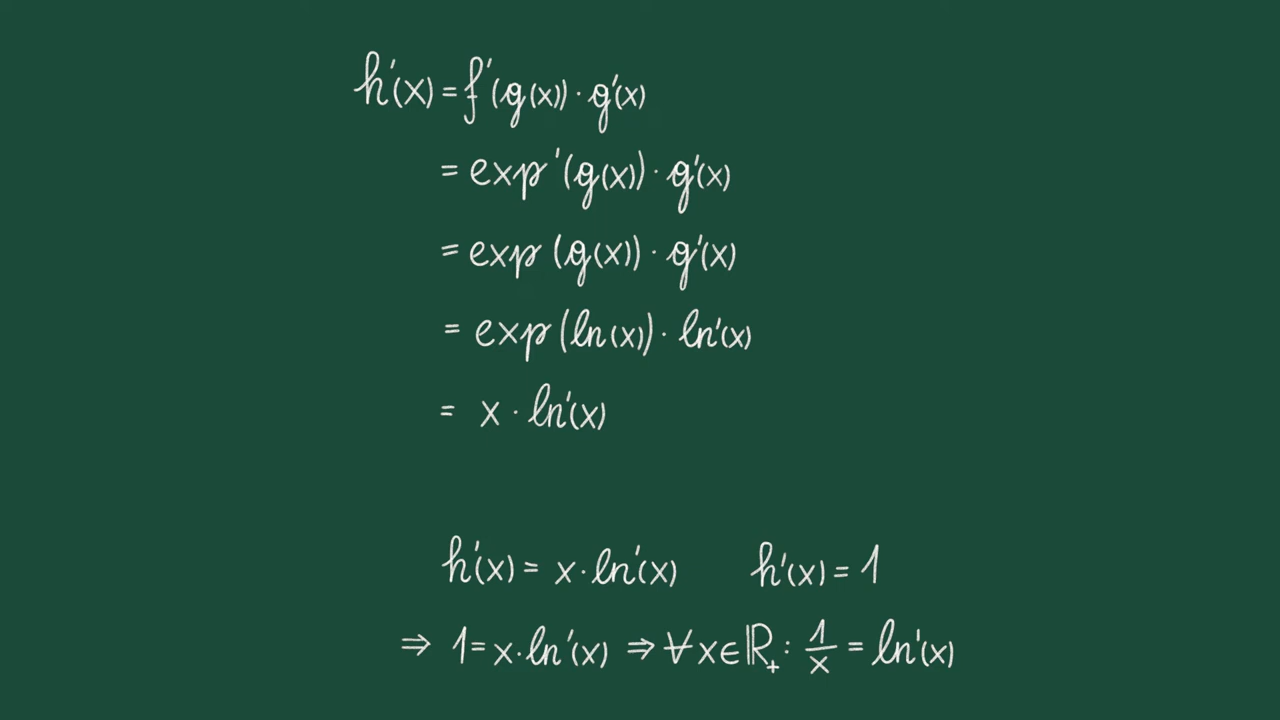 h'(x) = f'(g(x)) · g'(x)
= exp'(g(x)) · g'(x)
= exp(g(x)) · g'(x)
= exp(ln(x)) · ln'(x)
= x · ln'(x)
h'(x) = x · ln'(x) h'(x) = 1
⇒ 1 = x · ln'(x) ⇒ ∀ x ∈ ℝ₊ : 1/x = ln'(x)